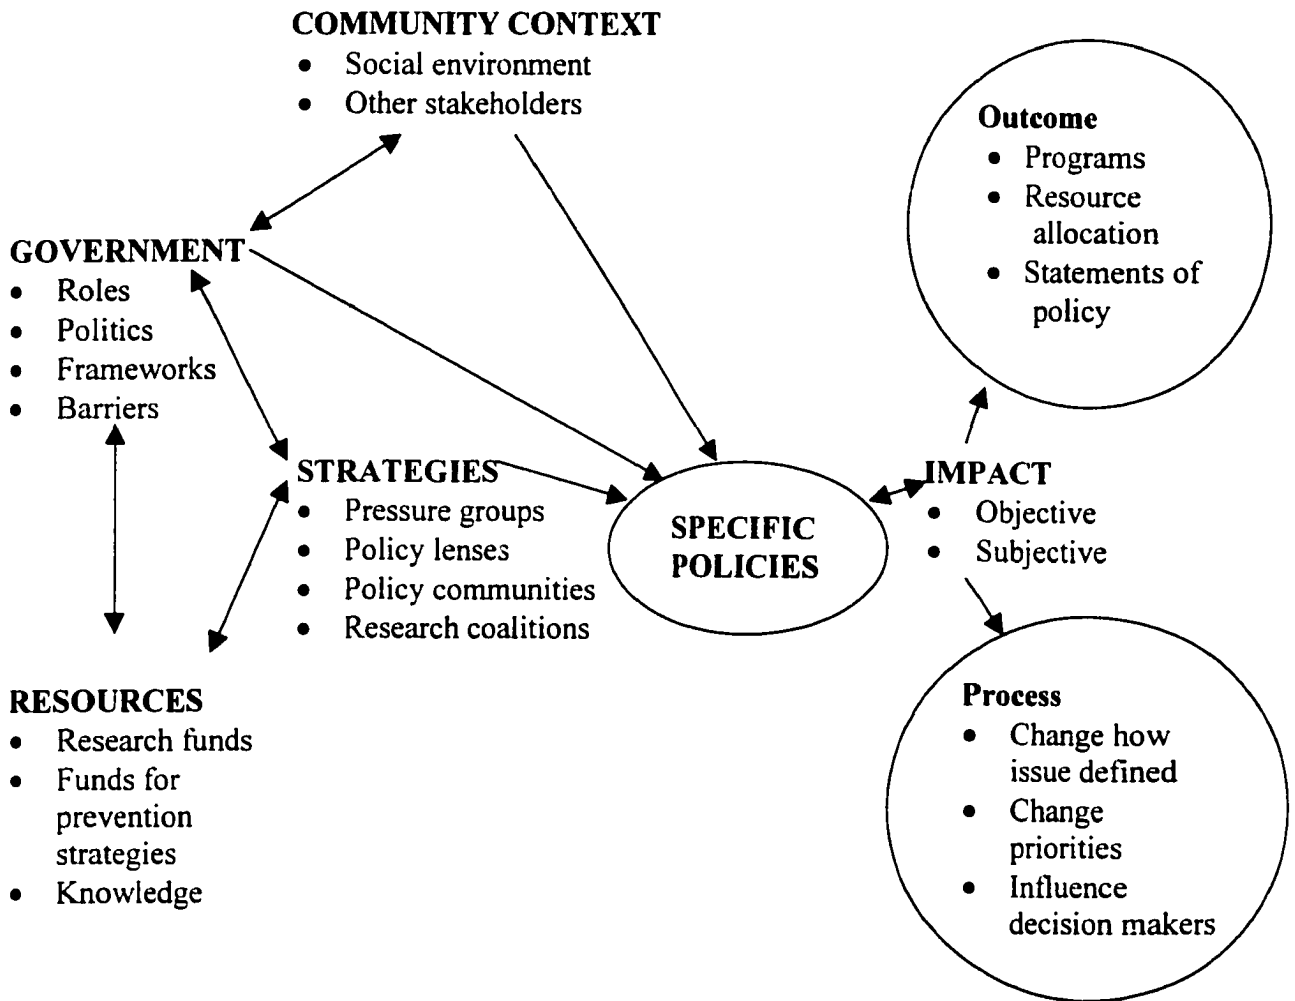 COMMUNITY CONTEXT
• Social environment
• Other stakeholders
GOVERNMENT
• Roles
• Politics
• Frameworks
• Barriers
STRATEGIES
• Pressure groups
• Policy lenses
• Policy communities
• Research coalitions
RESOURCES
• Research funds
• Funds for
prevention
strategies
• Knowledge
SPECIFIC
POLICIES
IMPACT
• Objective
• Subjective
Outcome
• Programs
• Resource
allocation
• Statements of
policy
Process
• Change how
issue defined
• Change
priorities
• Influence
decision makers